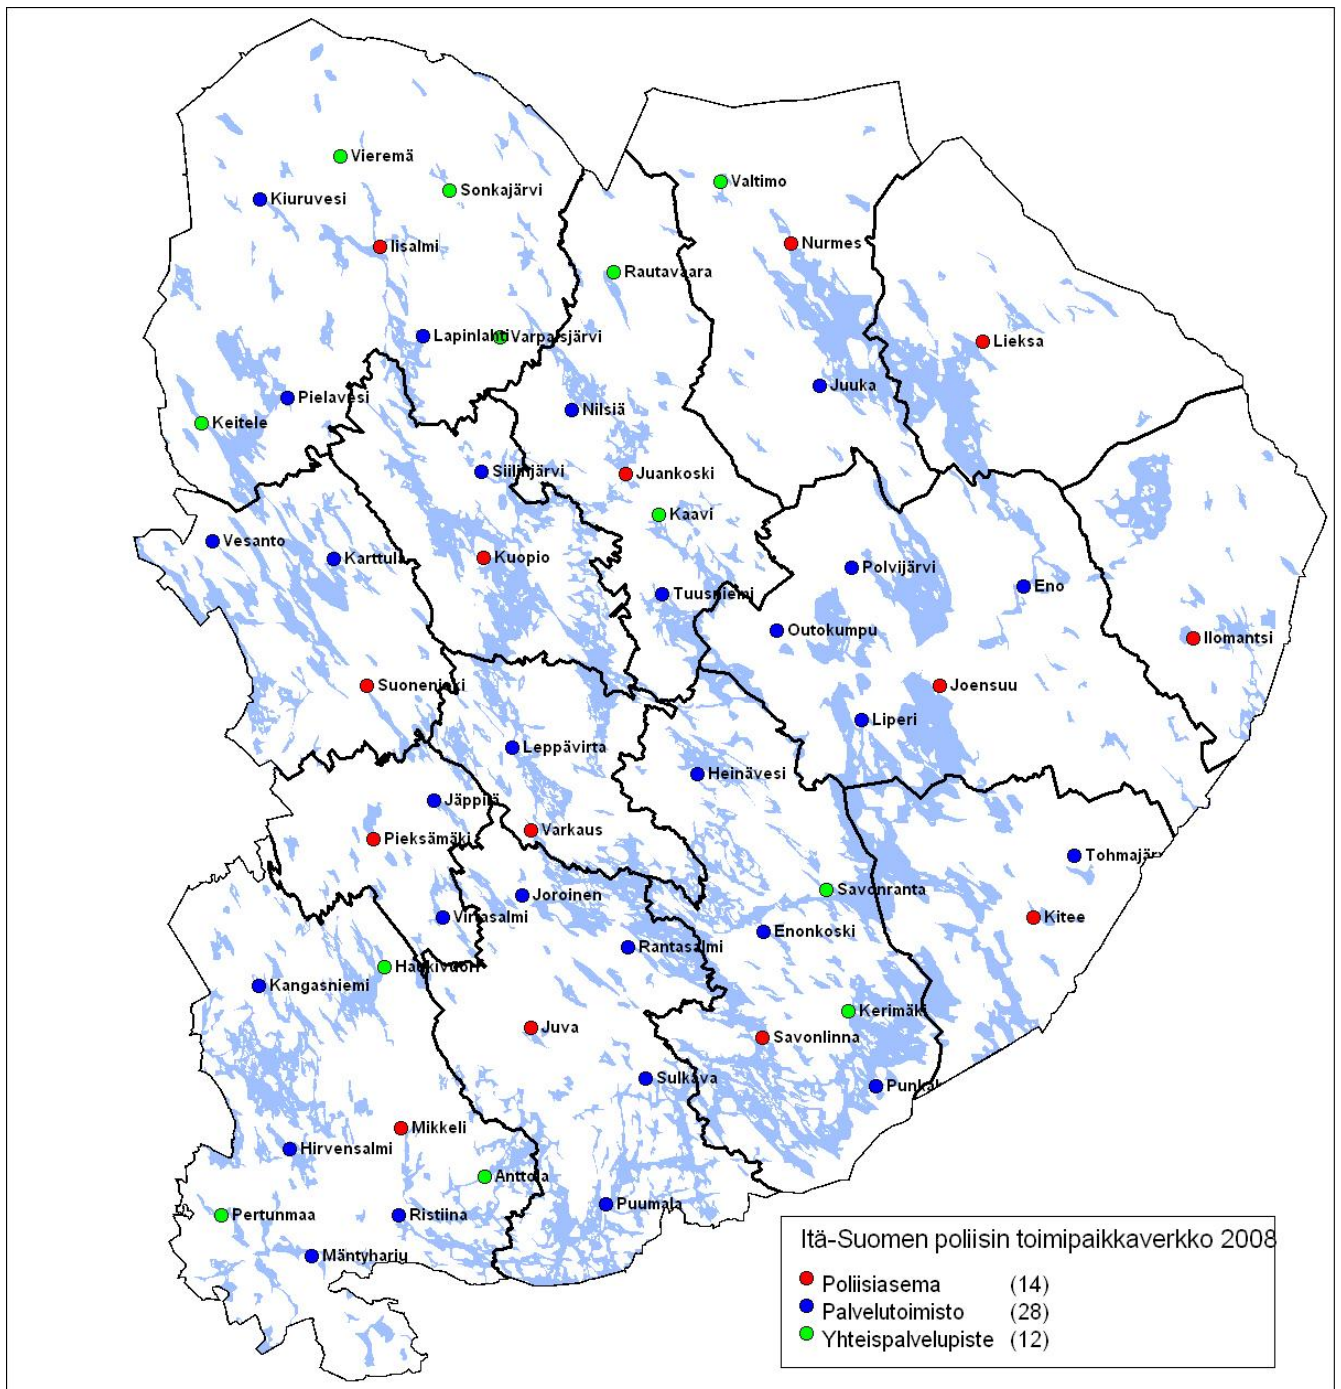 Vieremä
Valtimo
Sonkajärvi
Kiuruvesi
Nurmes
Iisalmi
Rautavaara
Lapinlahti
Varpaisjärvi
Lieksa
Juuka
Pielavesi
Nilsiä
Keitele
Siilinjärvi
Juankoski
Kaavi
Vesanto
Karttula
Kuopio
Polvijärvi
Eno
Tuusniemi
Outokumpu
Ilomantsi
Suonenjoki
Joensuu
Liperi
Leppävirta
Heinävesi
Jäppilä
Varkaus
Pieksämäki
Tohmajär
Savonranta
Joroinen
Virtasalmi
Kitee
Enonkoski
Rantasalmi
Haukivuori
Kangasniemi
Kerimäki
Juva
Savonlinna
Sulkava
Punkal
Mikkeli
Hirvensalmi
Anttola
Puumala
Pertunmaa
Ristiina
Mäntyharju
Itä-Suomen poliisin toimipaikkaverkko 2008
Poliisiasema (14)
Palvelutoimisto (28)
Yhteispalvelupiste (12)